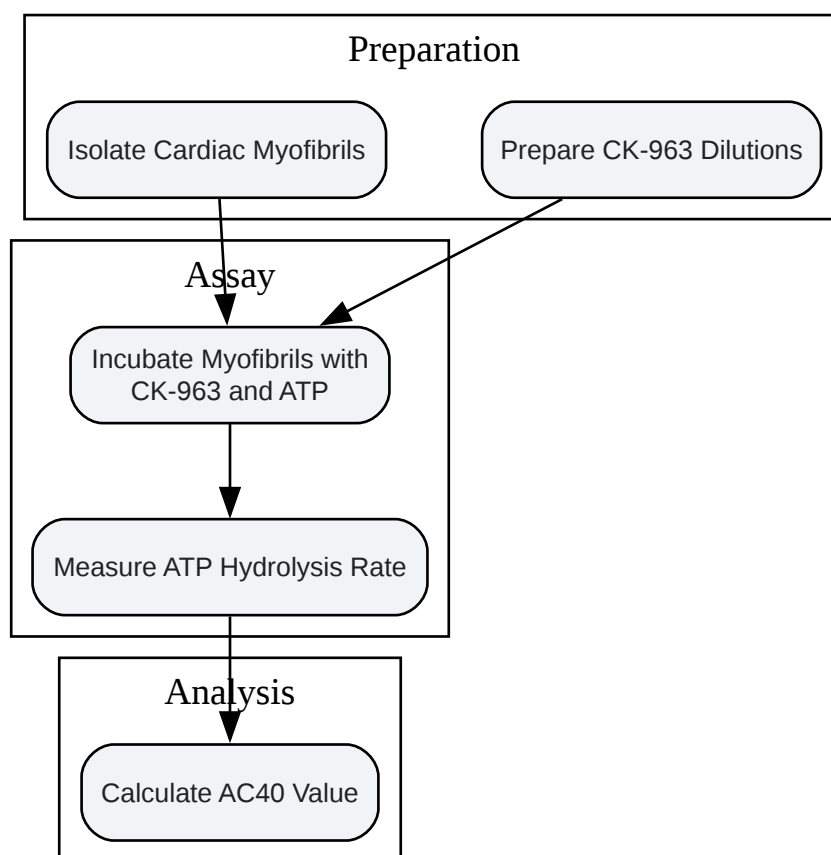 Preparation
Isolate Cardiac Myofibrils
Prepare CK-963 Dilutions
Assay
Incubate Myofibrils with
CK-963 and ATP
Measure ATP Hydrolysis Rate
Analysis
Calculate AC40 Value